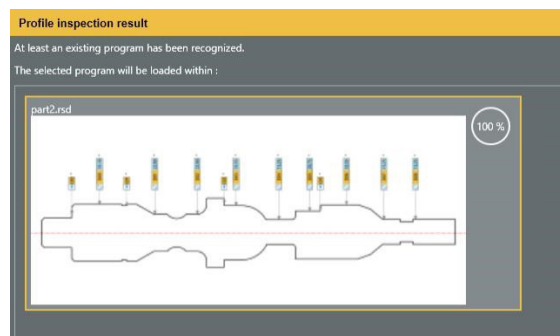 Profile inspection result
At least an existing program has been recognized.
The selected program will be loaded within :
part2.rsd
100 %